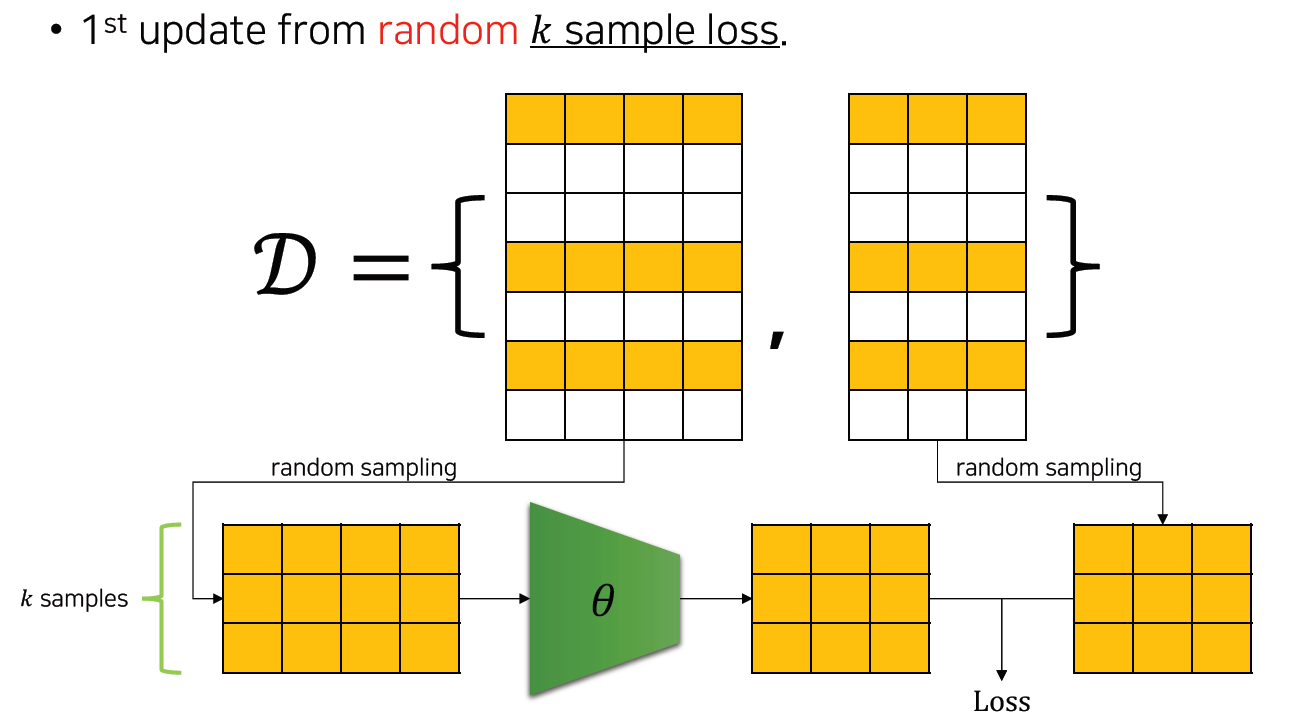 • 1st update from random k sample loss.
𝒟 = { , }
random sampling
random sampling
k samples
θ
Loss